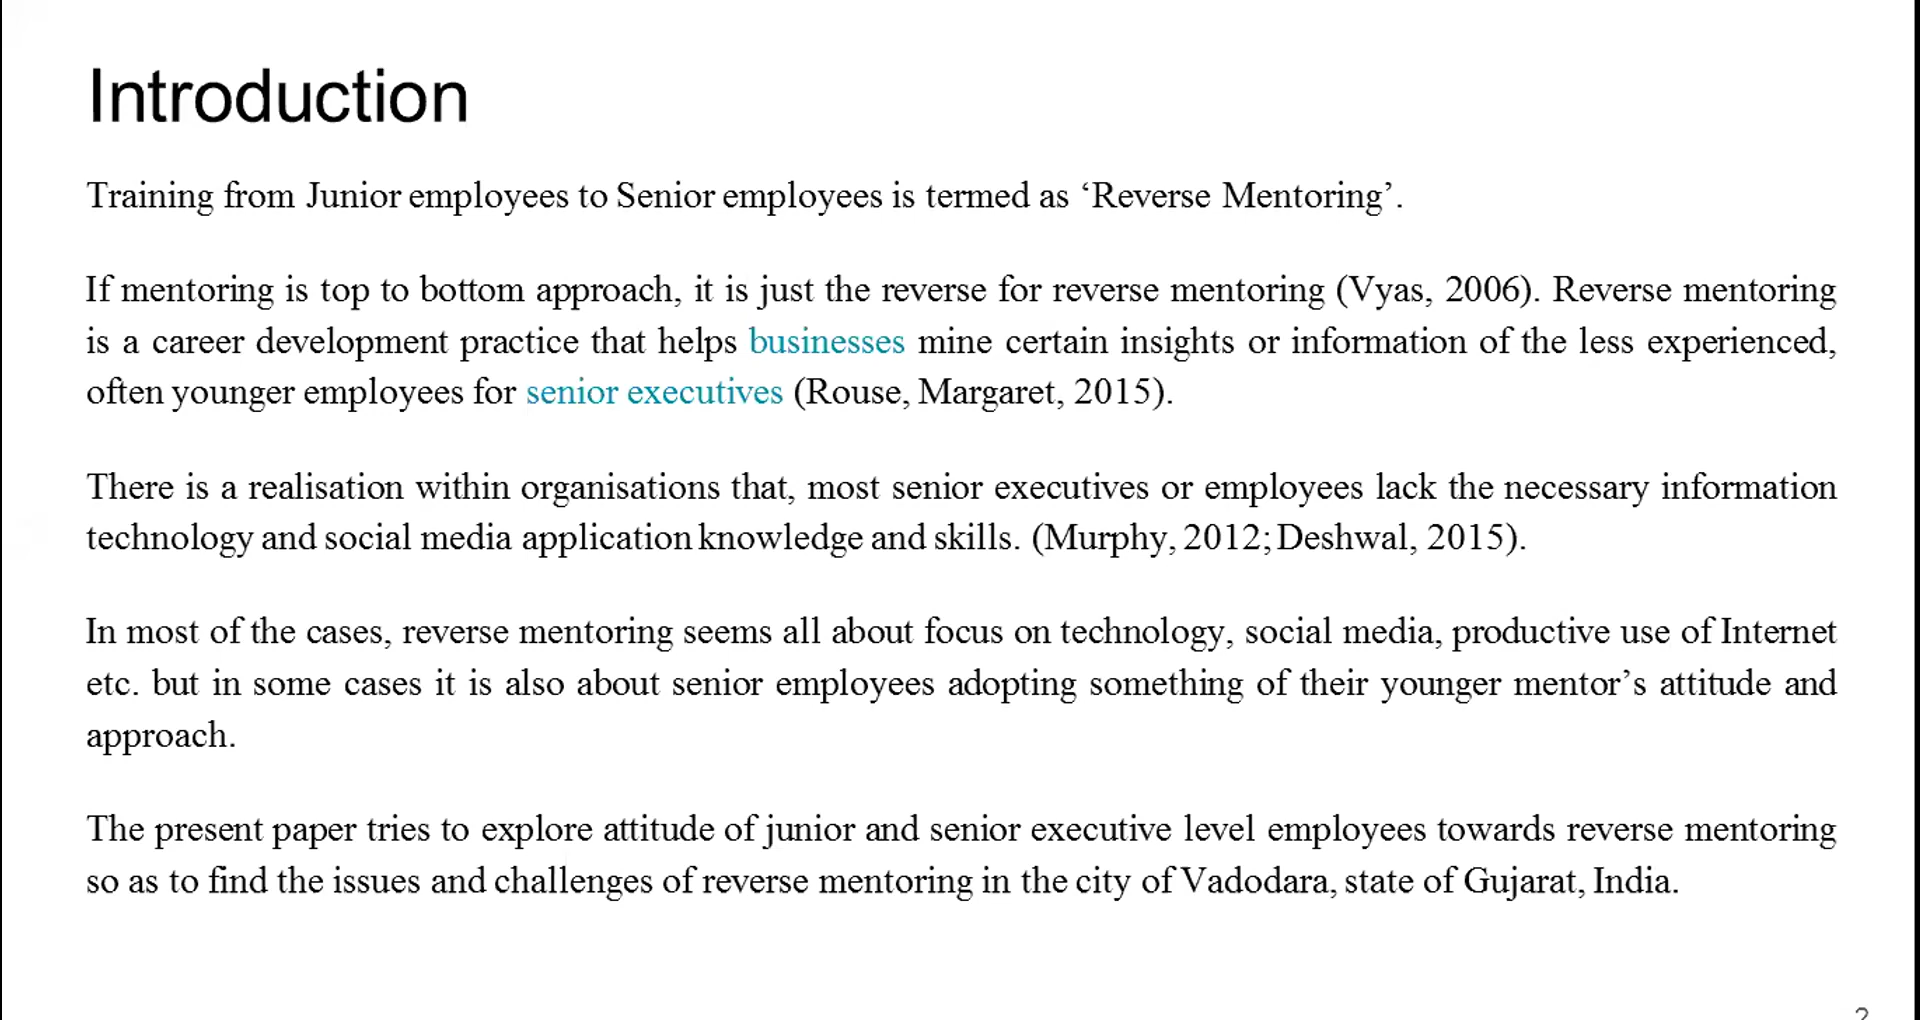 Introduction
Training from Junior employees to Senior employees is termed as ‘Reverse Mentoring’.
If mentoring is top to bottom approach, it is just the reverse for reverse mentoring (Vyas, 2006). Reverse mentoring
is a career development practice that helps businesses mine certain insights or information of the less experienced,
often younger employees for senior executives (Rouse, Margaret, 2015).
There is a realisation within organisations that, most senior executives or employees lack the necessary information
technology and social media application knowledge and skills. (Murphy, 2012; Deshwal, 2015).
In most of the cases, reverse mentoring seems all about focus on technology, social media, productive use of Internet
etc. but in some cases it is also about senior employees adopting something of their younger mentor’s attitude and
approach.
The present paper tries to explore attitude of junior and senior executive level employees towards reverse mentoring
so as to find the issues and challenges of reverse mentoring in the city of Vadodara, state of Gujarat, India.
2